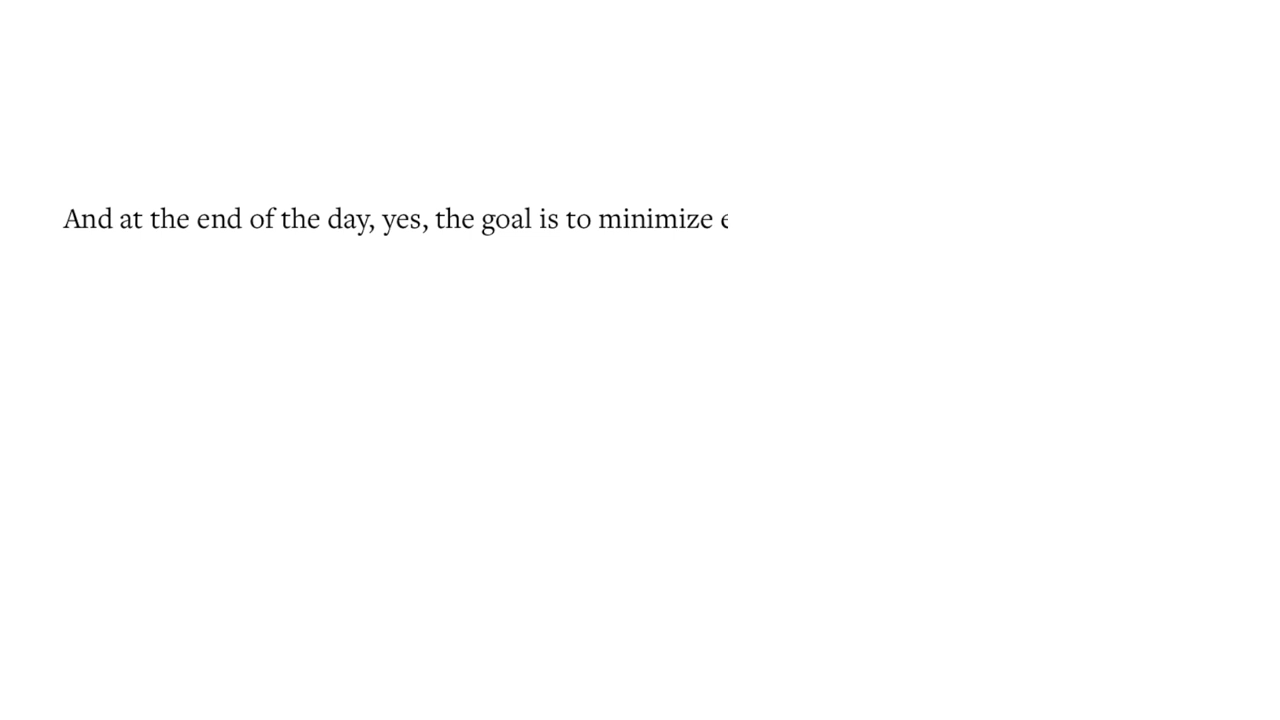 And at the end of the day, yes, the goal is to minimize